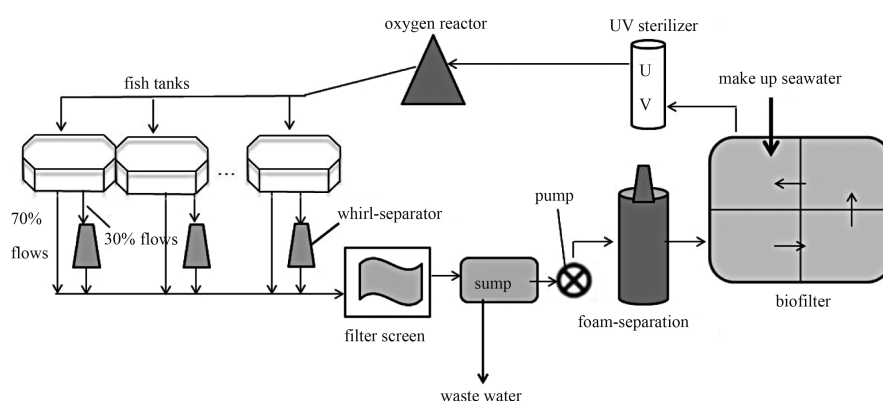 oxygen reactor
UV sterilizer
fish tanks
U
V
make up seawater
...
whirl-separator
pump
70%
flows
30% flows
sump
filter screen
foam-separation
biofilter
waste water